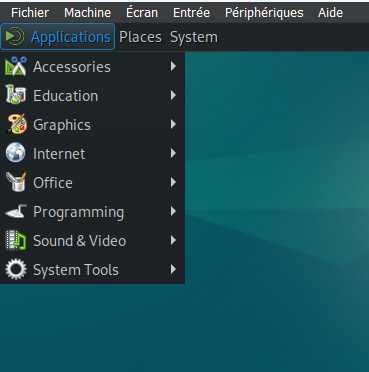 Fichier Machine Écran Entrée Périphériques Aide
Applications Places System
Accessories
Education
Graphics
Internet
Office
Programming
Sound & Video
System Tools